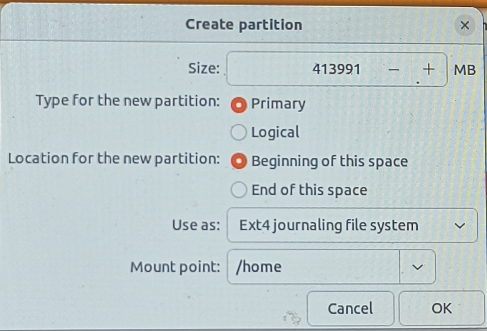 Create partition
Size: 413991 − + MB
Type for the new partition: Primary
Logical
Location for the new partition: Beginning of this space
End of this space
Use as: Ext4 journaling file system
Mount point: /home
Cancel OK